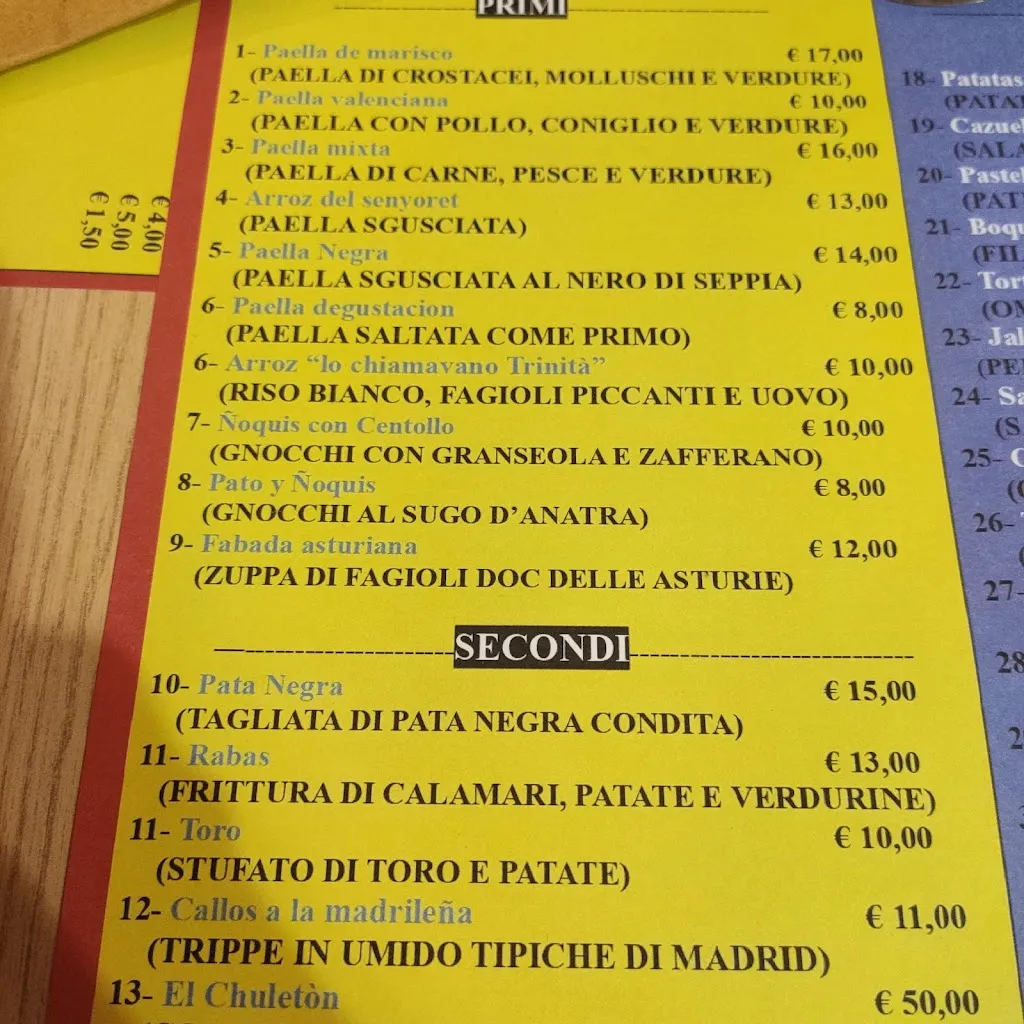 PRIMI
1- Paella de marisco € 17,00
(PAELLA DI CROSTACEI, MOLLUSCHI E VERDURE)
2- Paella valenciana € 10,00
(PAELLA CON POLLO, CONIGLIO E VERDURE)
3- Paella mixta € 16,00
(PAELLA DI CARNE, PESCE E VERDURE)
4- Arroz del senyoret € 13,00
(PAELLA SGUSCIATA)
5- Paella Negra € 14,00
(PAELLA SGUSCIATA AL NERO DI SEPPIA)
6- Paella degustacion € 8,00
(PAELLA SALTATA COME PRIMO)
6- Arroz “lo chiamavano Trinità” € 10,00
(RISO BIANCO, FAGIOLI PICCANTI E UOVO)
7- Ñoquis con Centollo € 10,00
(GNOCCHI CON GRANSEOLA E ZAFFERANO)
8- Pato y Ñoquis € 8,00
(GNOCCHI AL SUGO D’ANATRA)
9- Fabada asturiana € 12,00
(ZUPPA DI FAGIOLI DOC DELLE ASTURIE)
SECONDI
10- Pata Negra € 15,00
(TAGLIATA DI PATA NEGRA CONDITA)
11- Rabas € 13,00
(FRITTURA DI CALAMARI, PATATE E VERDURINE)
11- Toro € 10,00
(STUFATO DI TORO E PATATE)
12- Callos a la madrileña € 11,00
(TRIPPE IN UMIDO TIPICHE DI MADRID)
13- El Chuletòn € 50,00
€ 4,00
€ 5,00
€ 1,50
18- Patatas
(PATAT
19- Cazuel
(SALA
20- Pastel
(PAT
21- Boqu
(FIL
22- Tort
(OM
23- Jal
(PE
24- Sa
(S
25-
26-
27-
28